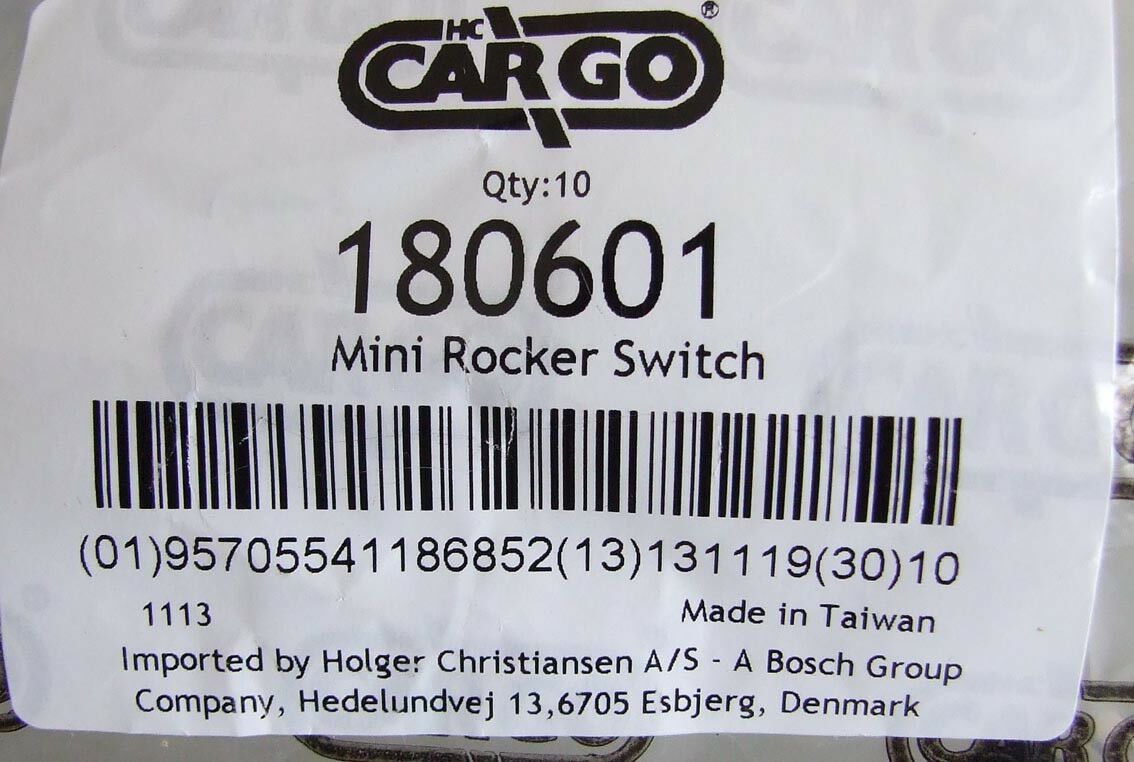 HC
CARGO®
Qty:10
180601
Mini Rocker Switch
(01)95705541186852(13)131119(30)10
1113 Made in Taiwan
Imported by Holger Christiansen A/S - A Bosch Group
Company, Hedelundvej 13,6705 Esbjerg, Denmark